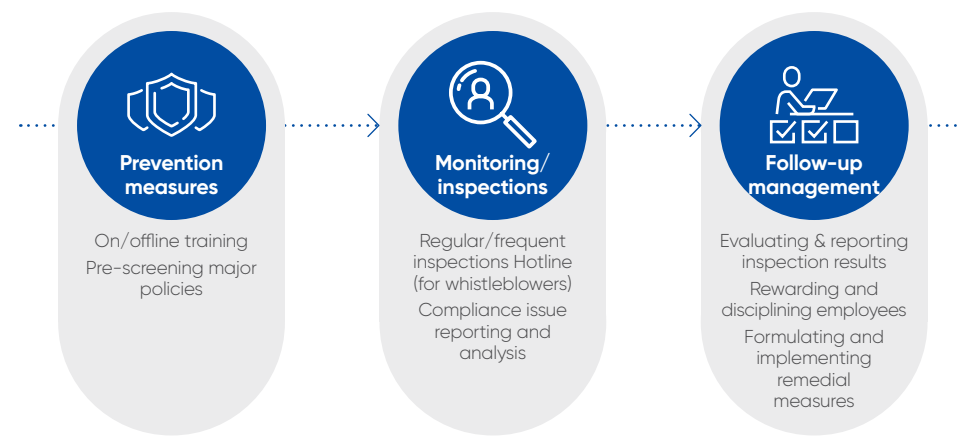 Prevention
measures
On/offline training
Pre-screening major
policies
Monitoring/
inspections
Regular/frequent
inspections Hotline
(for whistleblowers)
Compliance issue
reporting and
analysis
Follow-up
management
Evaluating & reporting
inspection results
Rewarding and
disciplining employees
Formulating and
implementing
remedial
measures